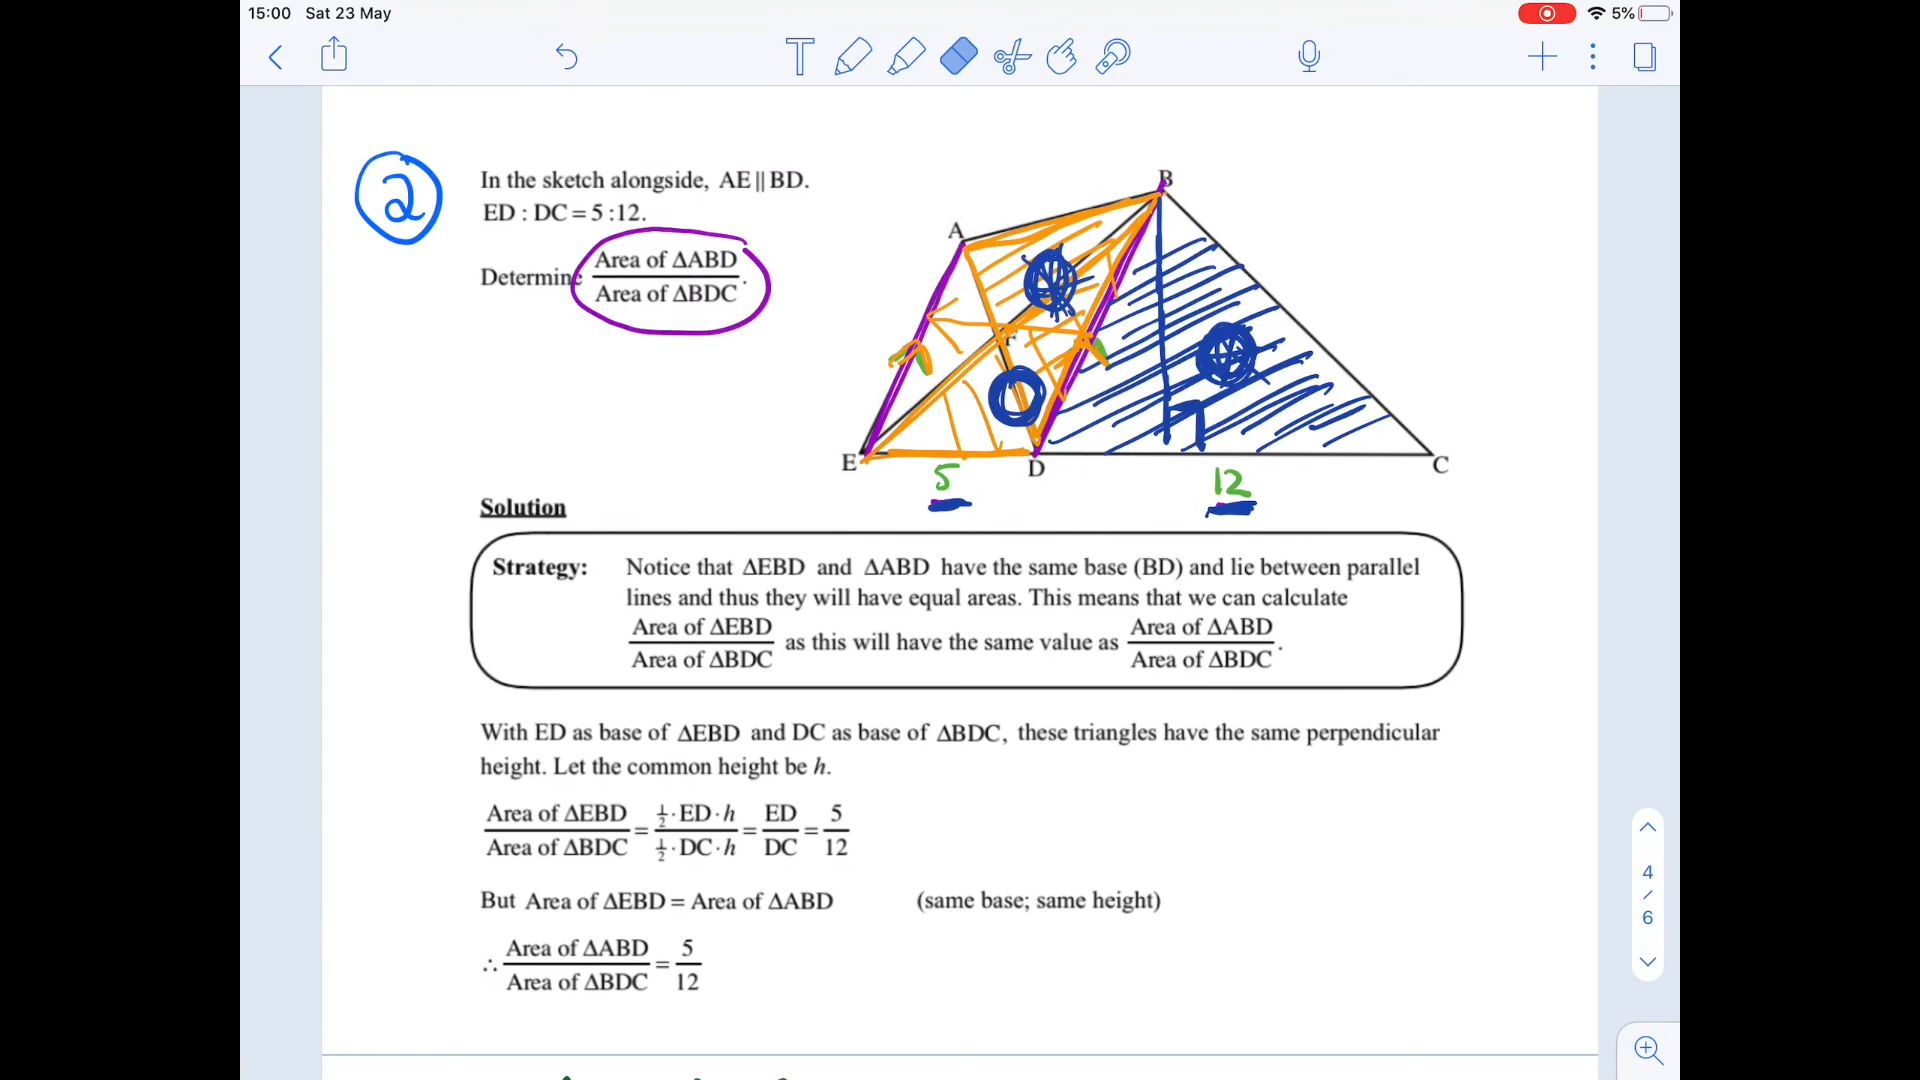 15:00 Sat 23 May
5%
T
2
In the sketch alongside, AE || BD.
ED : DC = 5 :12.
Determine Area of ΔABD / Area of ΔBDC.
B
A
F
E
D
C
5
12
Solution
Strategy: Notice that ΔEBD and ΔABD have the same base (BD) and lie between parallel
lines and thus they will have equal areas. This means that we can calculate
Area of ΔEBD / Area of ΔBDC as this will have the same value as Area of ΔABD / Area of ΔBDC.
With ED as base of ΔEBD and DC as base of ΔBDC, these triangles have the same perpendicular
height. Let the common height be h.
Area of ΔEBD / Area of ΔBDC = ½·ED·h / ½·DC·h = ED / DC = 5 / 12
But Area of ΔEBD = Area of ΔABD (same base; same height)
∴ Area of ΔABD / Area of ΔBDC = 5 / 12
4
/
6